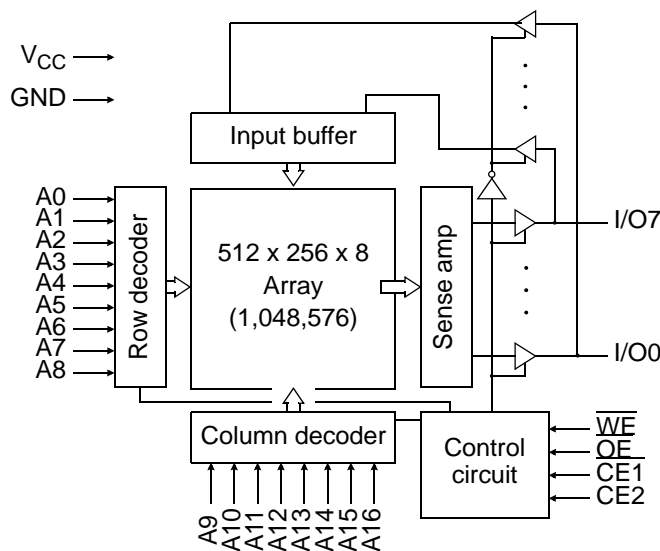 VCC
GND
Input buffer
A0
A1
A2
A3
A4
A5
A6
A7
A8
Row decoder
512 x 256 x 8
Array
(1,048,576)
Sense amp
I/O7
I/O0
Column decoder
A9
A10
A11
A12
A13
A14
A15
A16
Control
circuit
WE
OE
CE1
CE2